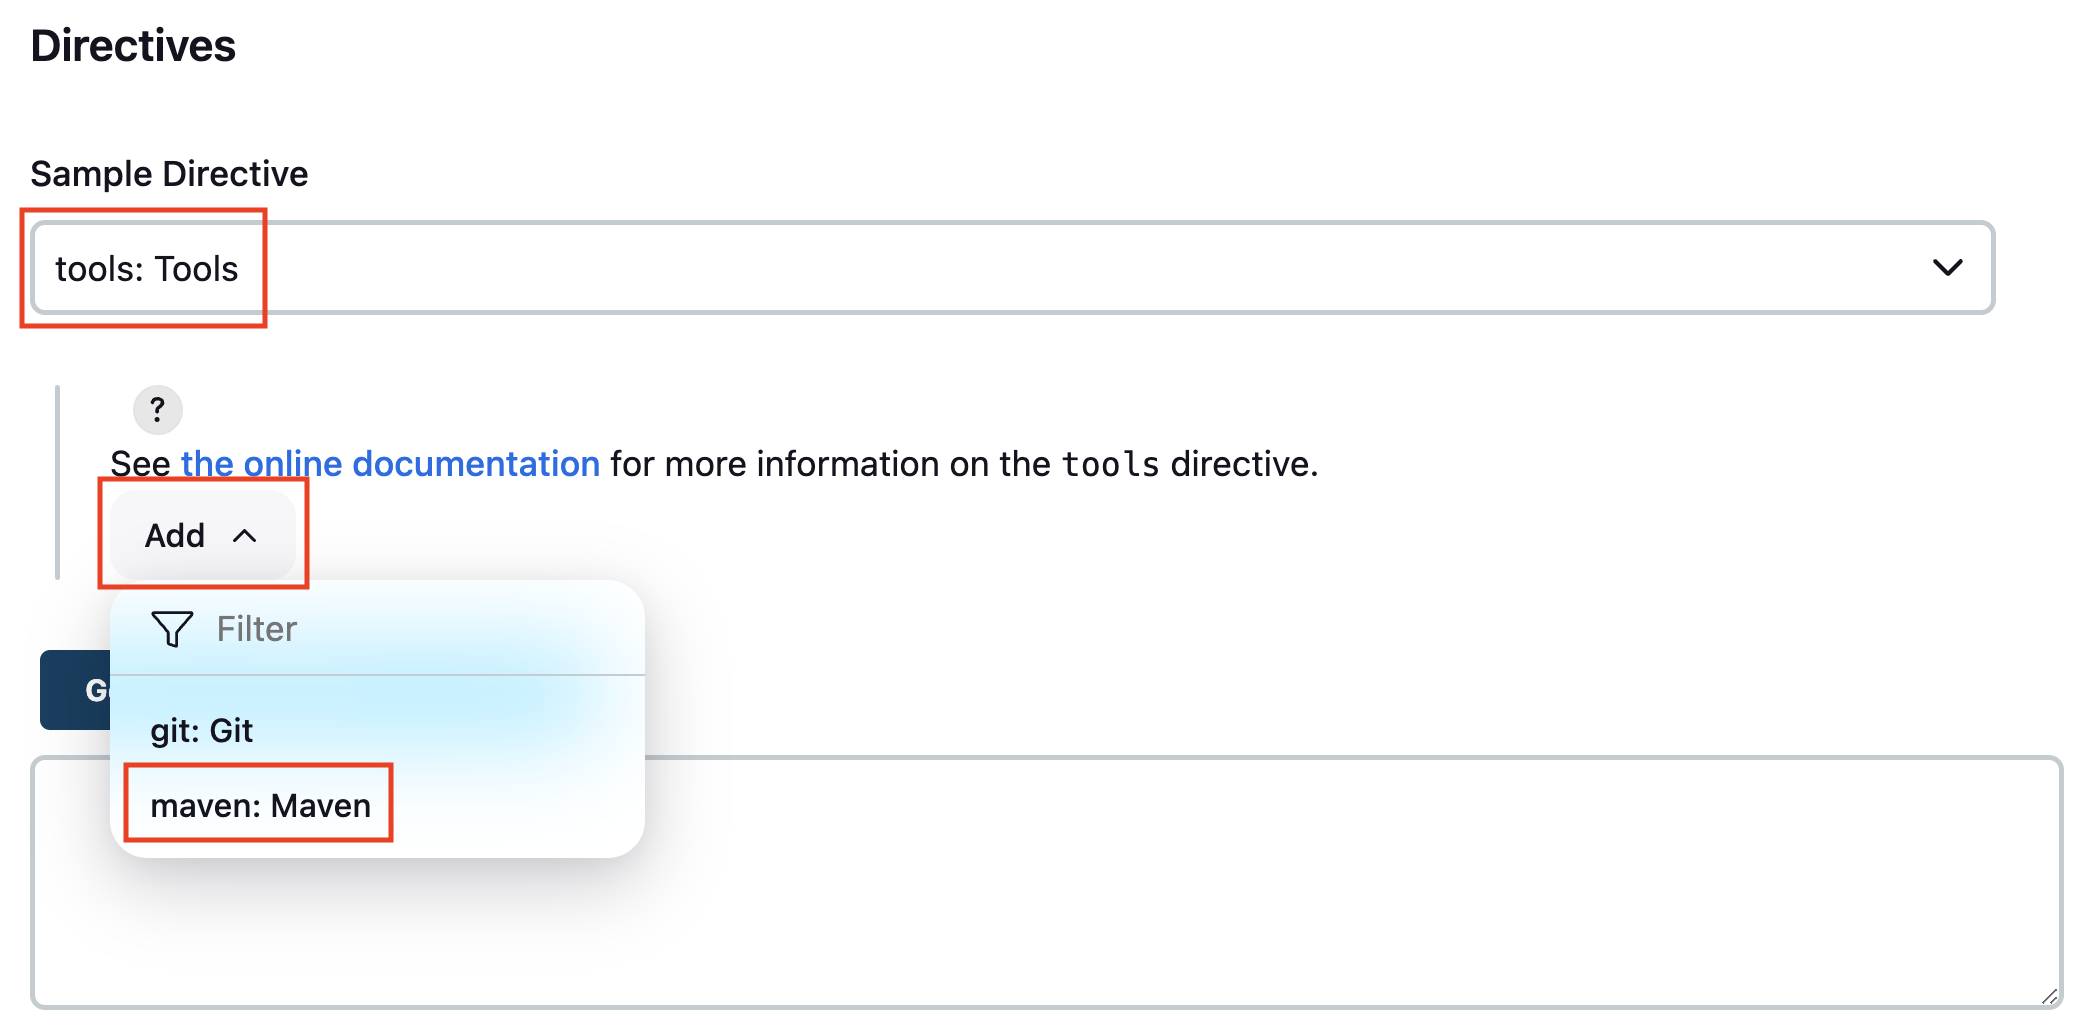 Directives
Sample Directive
tools: Tools
?
See the online documentation for more information on the tools directive.
Add
Filter
G
git: Git
maven: Maven